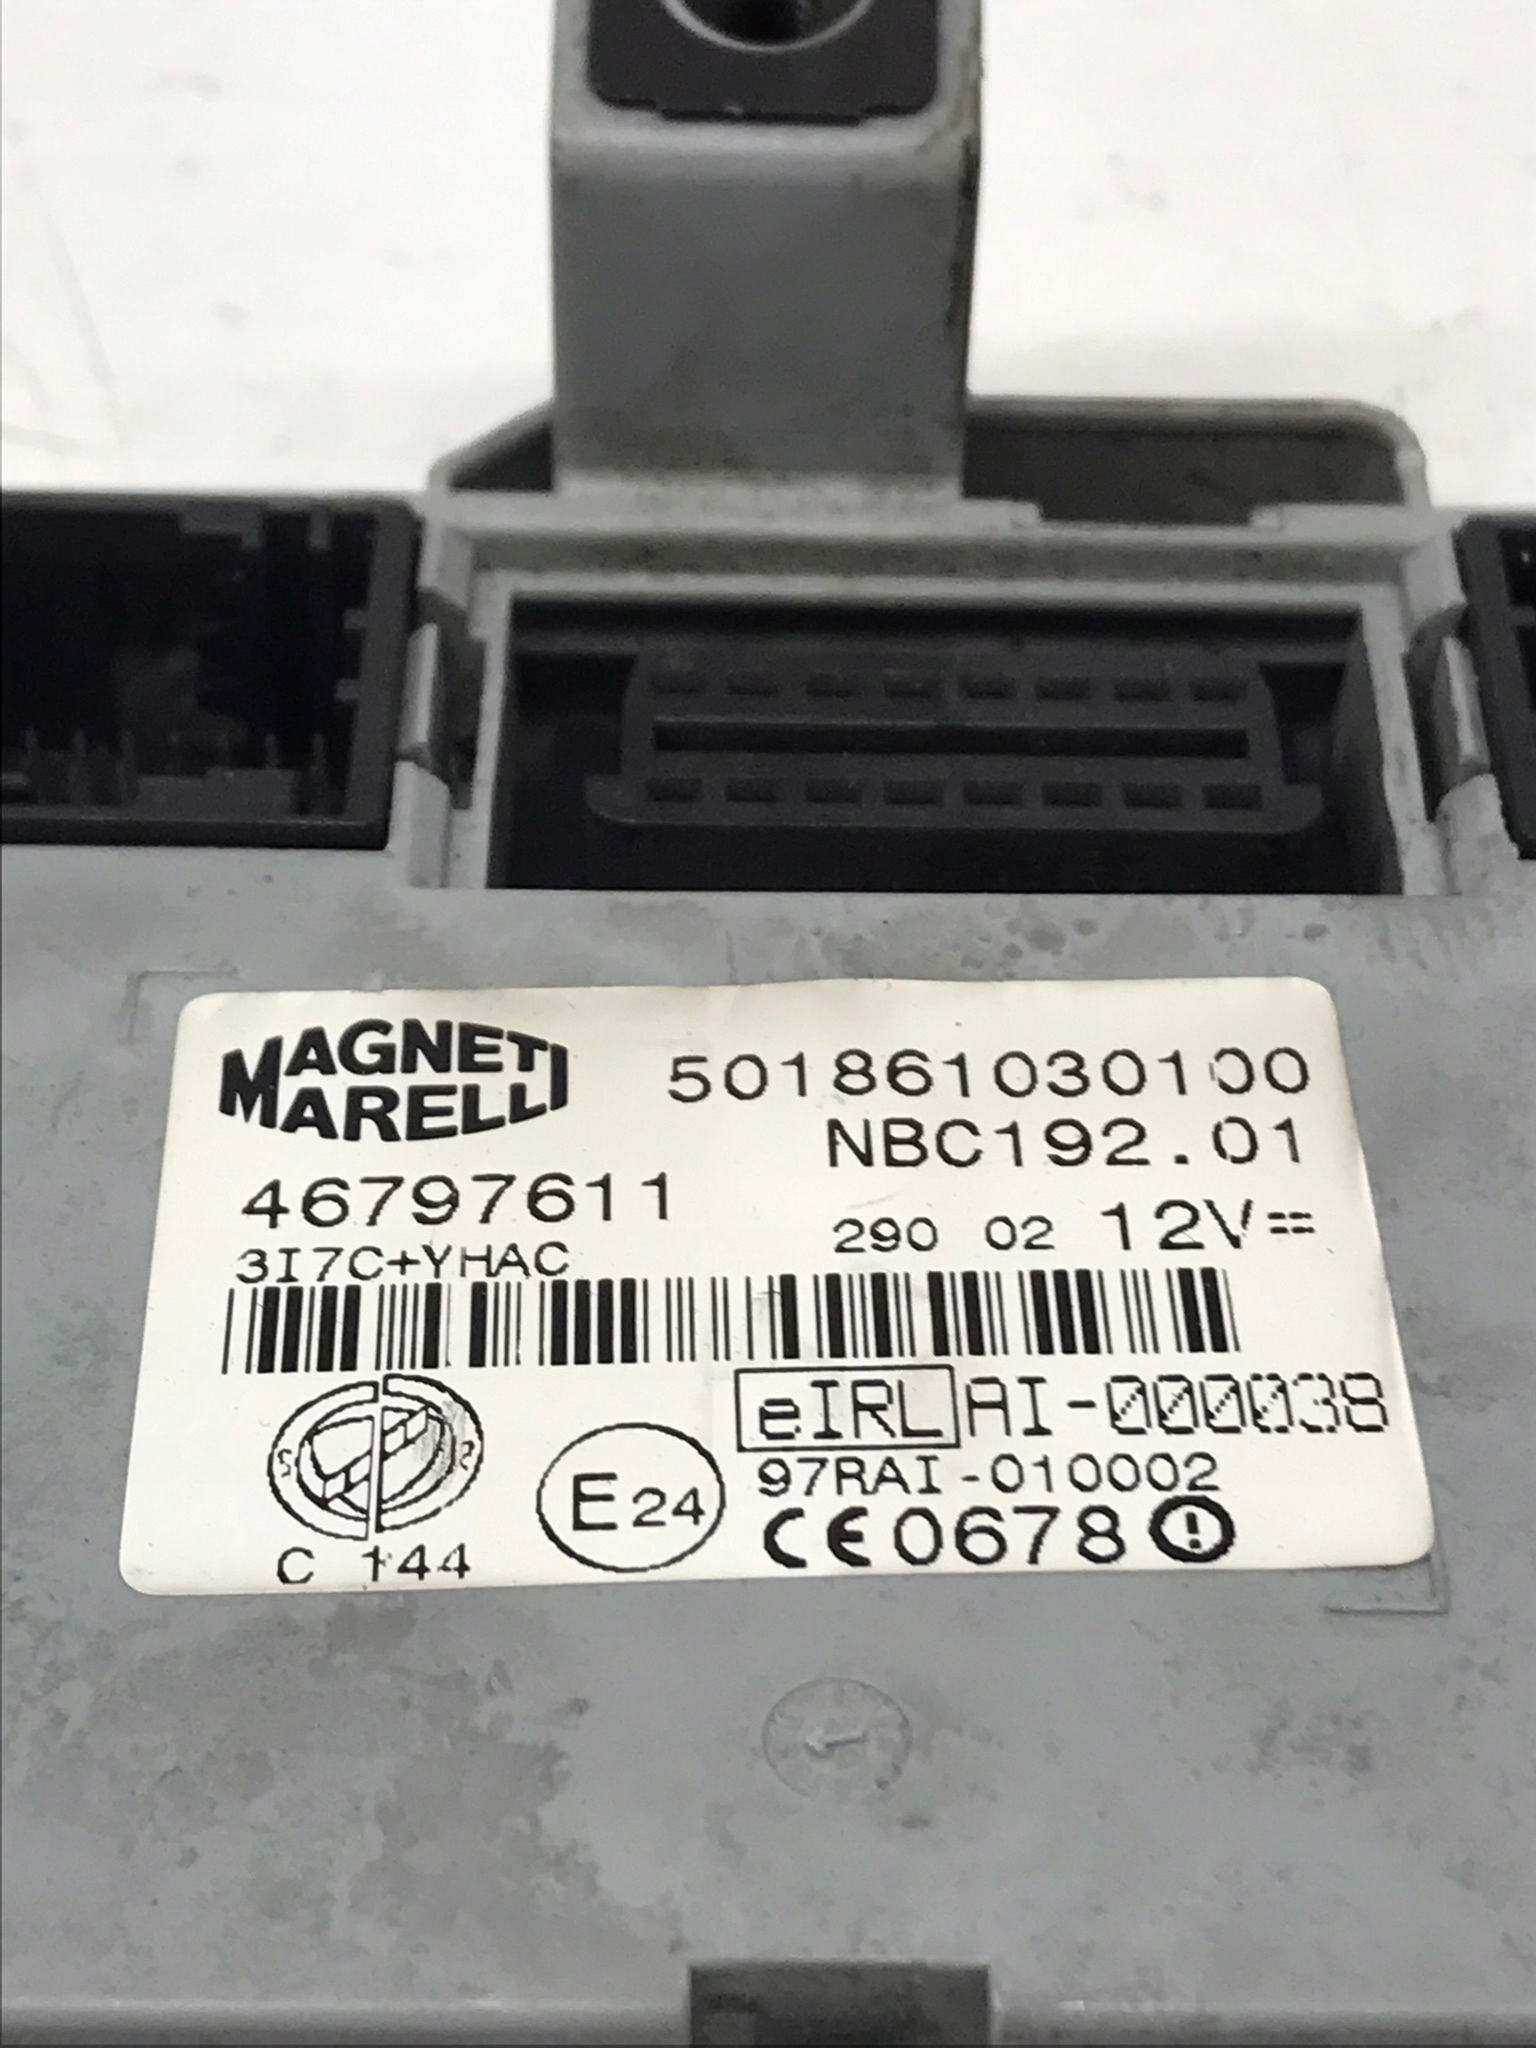 MAGNETI
MARELLI
501861030100
NBC192.01
46797611
290 02 12V
3I7C+YHAC
eIRL AI-000038
97RAI-010002
E24
CE0678 !
C 144